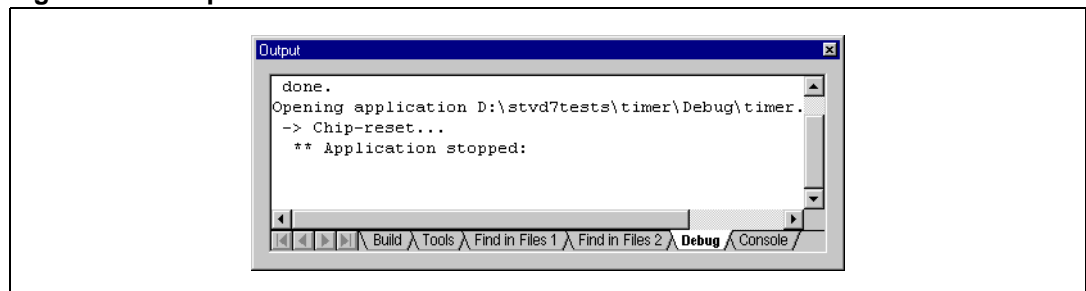 Output
done.
Opening application D:\stvd7tests\timer\Debug\timer.
-> Chip-reset...
** Application stopped:
Build Tools Find in Files 1 Find in Files 2 Debug Console